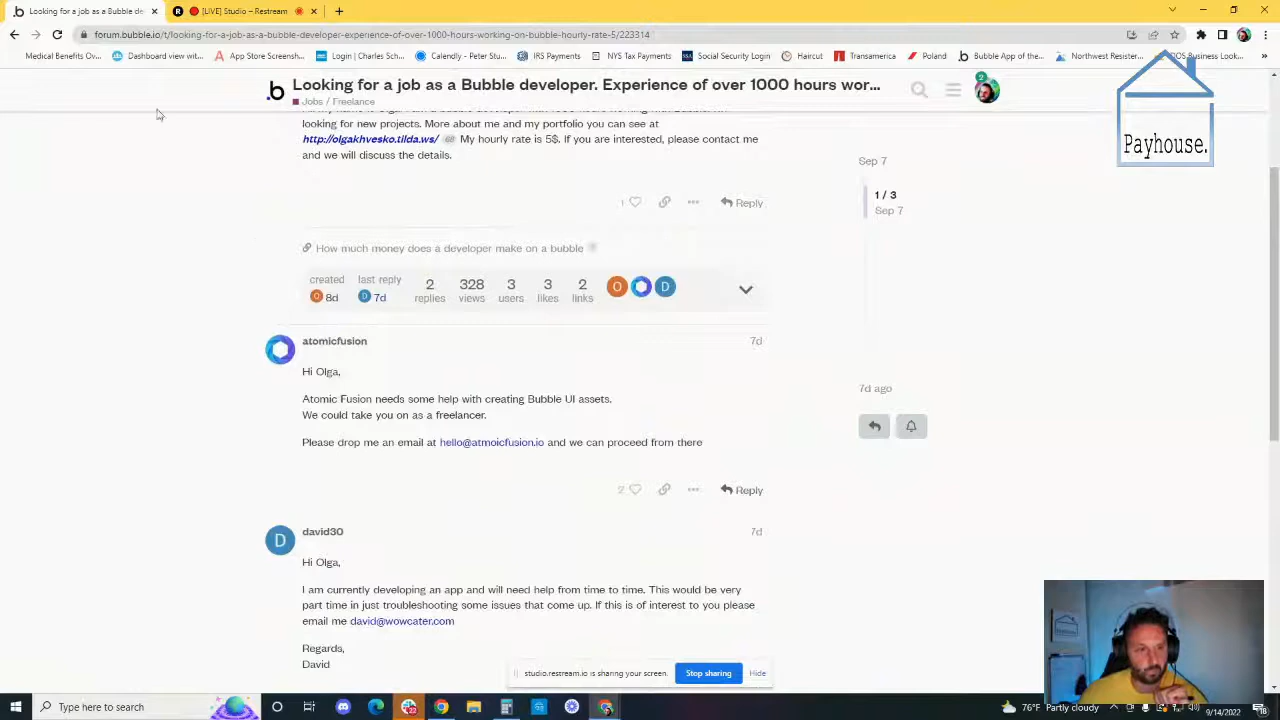 Looking for a job as a Bubble de
[LIVE] Studio – Restream
forum.bubble.io/t/looking-for-a-job-as-a-bubble-developer-experience-of-over-1000-hours-working-on-bubble-hourly-rate-5/223314
Medical Benefits Ov...
Dashboard view wit...
App Store Screensh...
Login | Charles Sch...
Calendly - Peter Stu...
IRS Payments
NYS Tax Payments
Social Security
Business Services O...
Haircut
Transamerica
Poland
Bubble App of the...
Northwest Register...
DOS Business Look-...
Looking for a job as a Bubble developer. Experience of over 1000 hours wor...
2
Jobs / Freelance
Payhouse.
looking for new projects. More about me and my portfolio you can see at
http://olgakhvesko.tilda.ws/ My hourly rate is 5$. If you are interested, please contact me
and we will discuss the details.
Sep 7
1 / 3
Sep 7
1
Reply
How much money does a developer make on a bubble
created
last reply
2
328
3
3
2
O
D
O 8d
D 7d
replies
views
users
likes
links
atomicfusion
7d
Hi Olga,
7d ago
Atomic Fusion needs some help with creating Bubble UI assets.
We could take you on as a freelancer.
Please drop me an email at hello@atmoicfusion.io and we can proceed from there
2
Reply
D
david30
7d
Hi Olga,
I am currently developing an app and will need help from time to time. This would be very
part time in just troubleshooting some issues that come up. If this is of interest to you please
email me david@wowcater.com
Regards,
David
studio.restream.io is sharing your screen.
Stop sharing
Hide
Type here to search
76°F Partly cloudy
9/14/2022